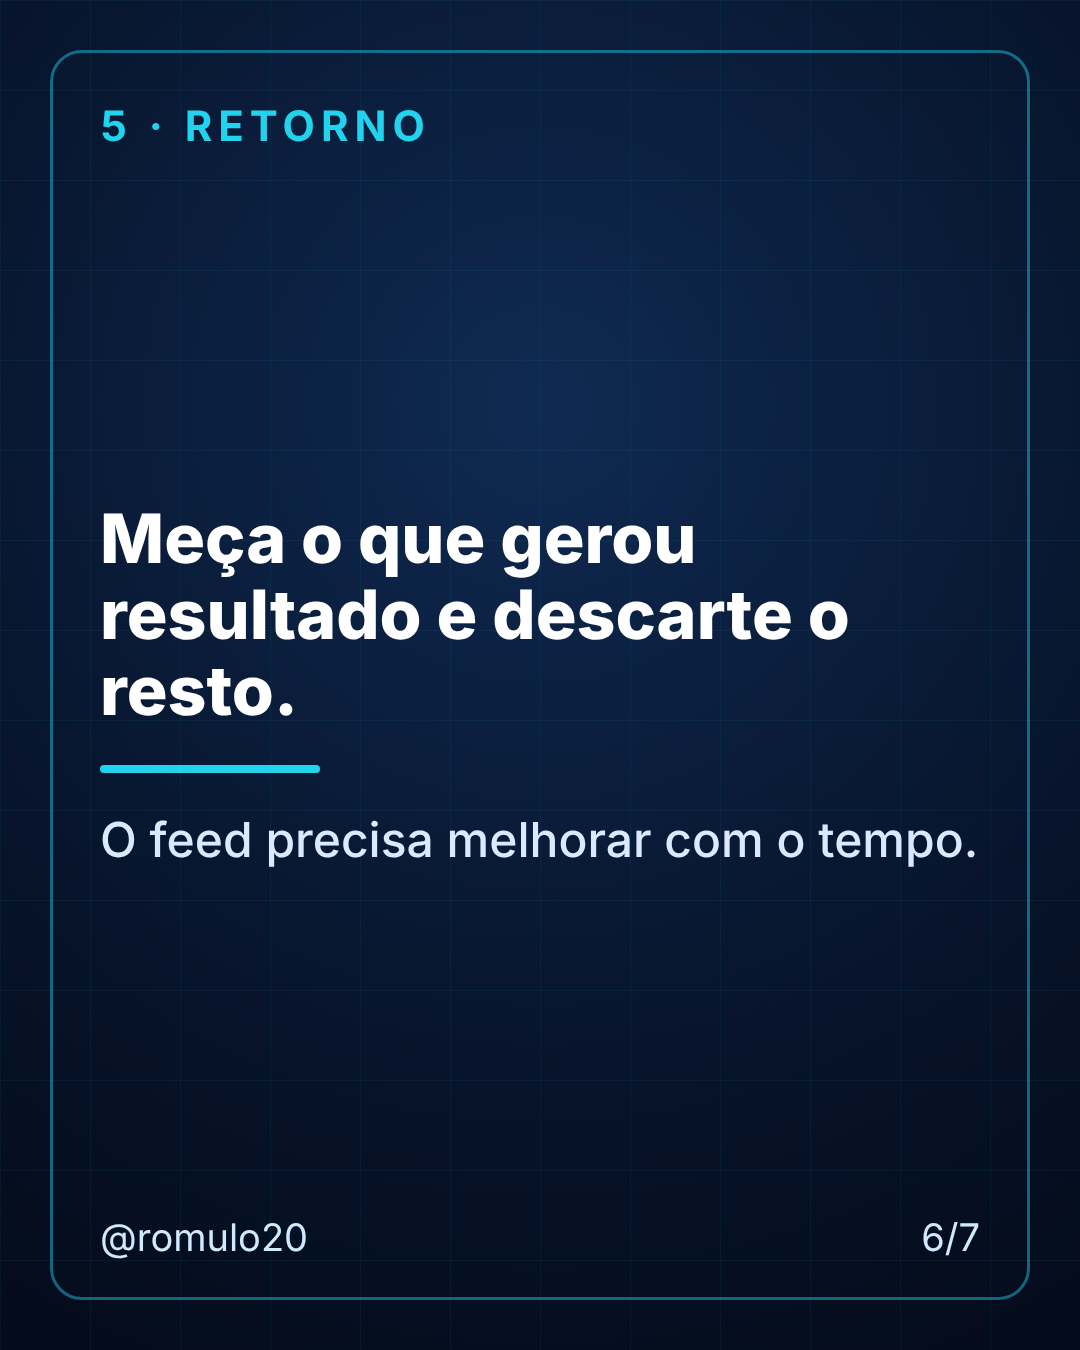 5 · RETORNO
Meça o que gerou
resultado e descarte o
resto.
O feed precisa melhorar com o tempo.
@romulo20
6/7